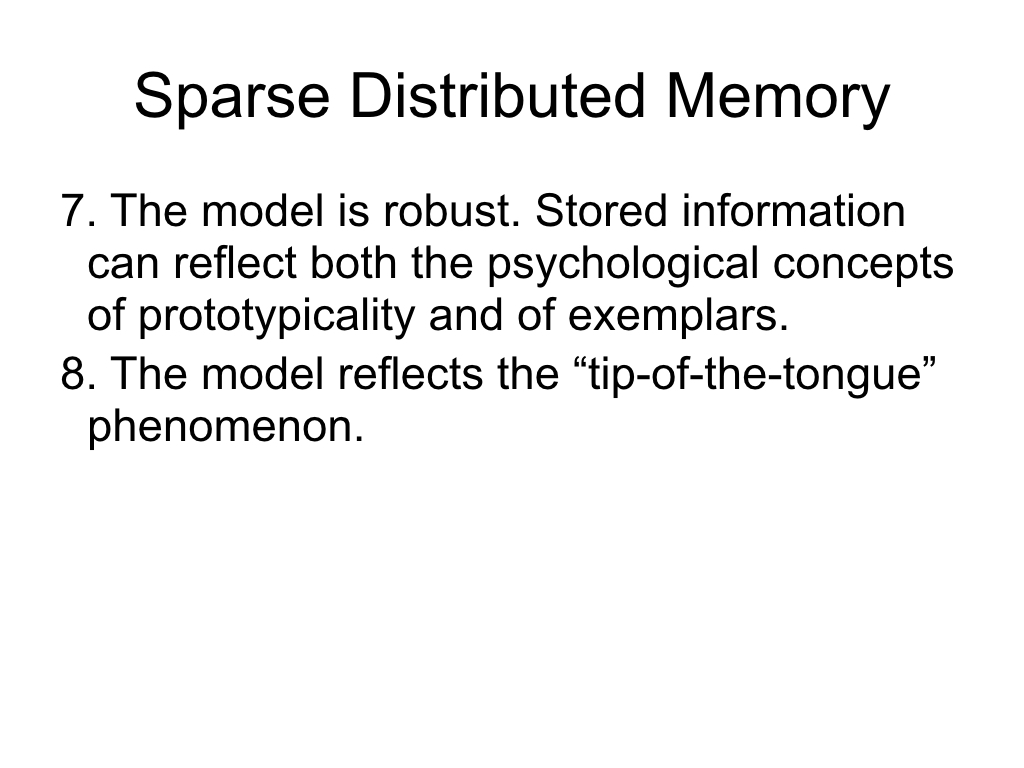 Sparse Distributed Memory
7. The model is robust. Stored information
can reflect both the psychological concepts
of prototypicality and of exemplars.
8. The model reflects the “tip-of-the-tongue”
phenomenon.